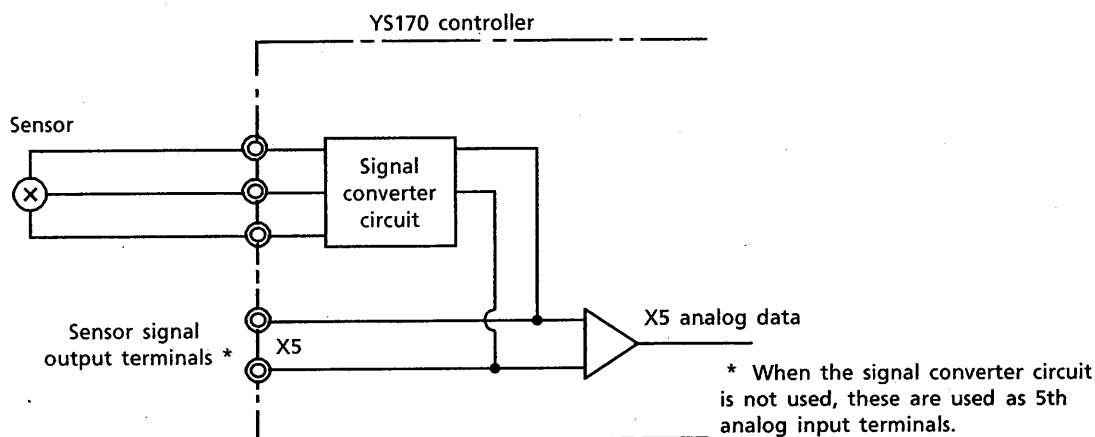 YS170 controller
Sensor
Signal
converter
circuit
Sensor signal
output terminals *
X5
X5 analog data
* When the signal converter circuit
is not used, these are used as 5th
analog input terminals.